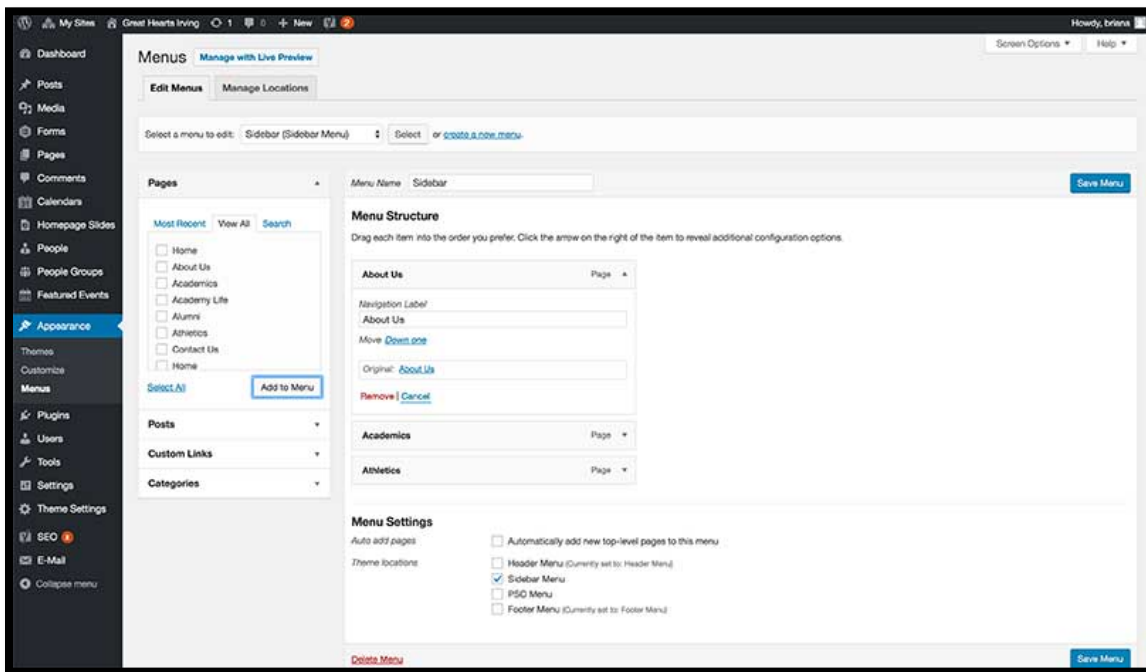 My Sites Great Hearts Irving 1 0 + New 2 Howdy, briana
Screen Options Help
Dashboard
Posts
Media
Forms
Pages
Comments
Calendars
Homepage Slides
People
People Groups
Featured Events
Appearance
Themes
Customize
Menus
Plugins
Users
Tools
Settings
Theme Settings
SEO
E-Mail
Collapse menu
Menus Manage with Live Preview
Edit Menus Manage Locations
Select a menu to edit: Sidebar (Sidebar Menu) Select or create a new menu.
Pages
Most Recent View All Search
Home
About Us
Academics
Academy Life
Alumni
Athletics
Contact Us
Home
Select All Add to Menu
Posts
Custom Links
Categories
Menu Name Sidebar Save Menu
Menu Structure
Drag each item into the order you prefer. Click the arrow on the right of the item to reveal additional configuration options.
About Us Page
Navigation Label
About Us
Move Down one
Original: About Us
Remove | Cancel
Academics Page
Athletics Page
Menu Settings
Auto add pages Automatically add new top-level pages to this menu
Theme locations Header Menu (Currently set to: Header Menu)
Sidebar Menu
PSO Menu
Footer Menu (Currently set to: Footer Menu)
Delete Menu Save Menu